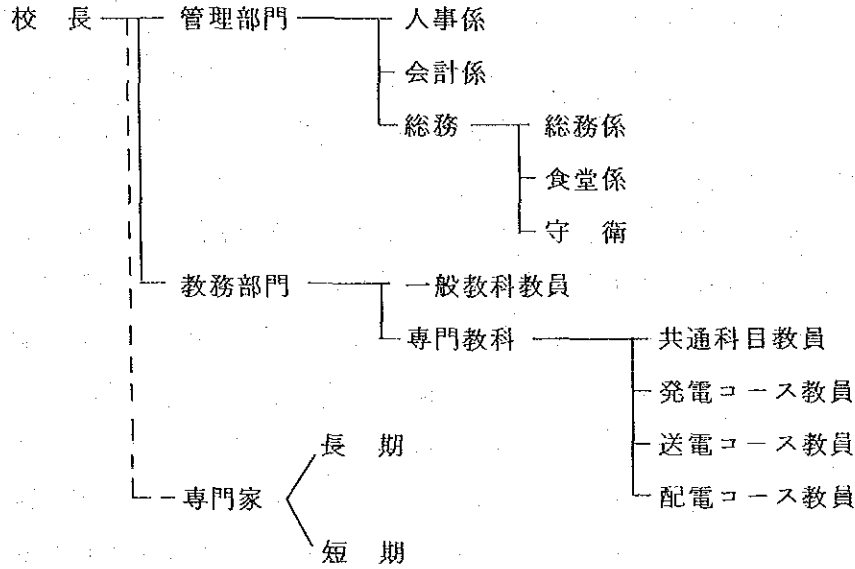 校 長 管理部門 人事係
会計係
総務 総務係
食堂係
守 衛
教務部門 一般教科教員
専門教科 共通科目教員
発電コース教員
送電コース教員
配電コース教員
専門家 長 期
短 期